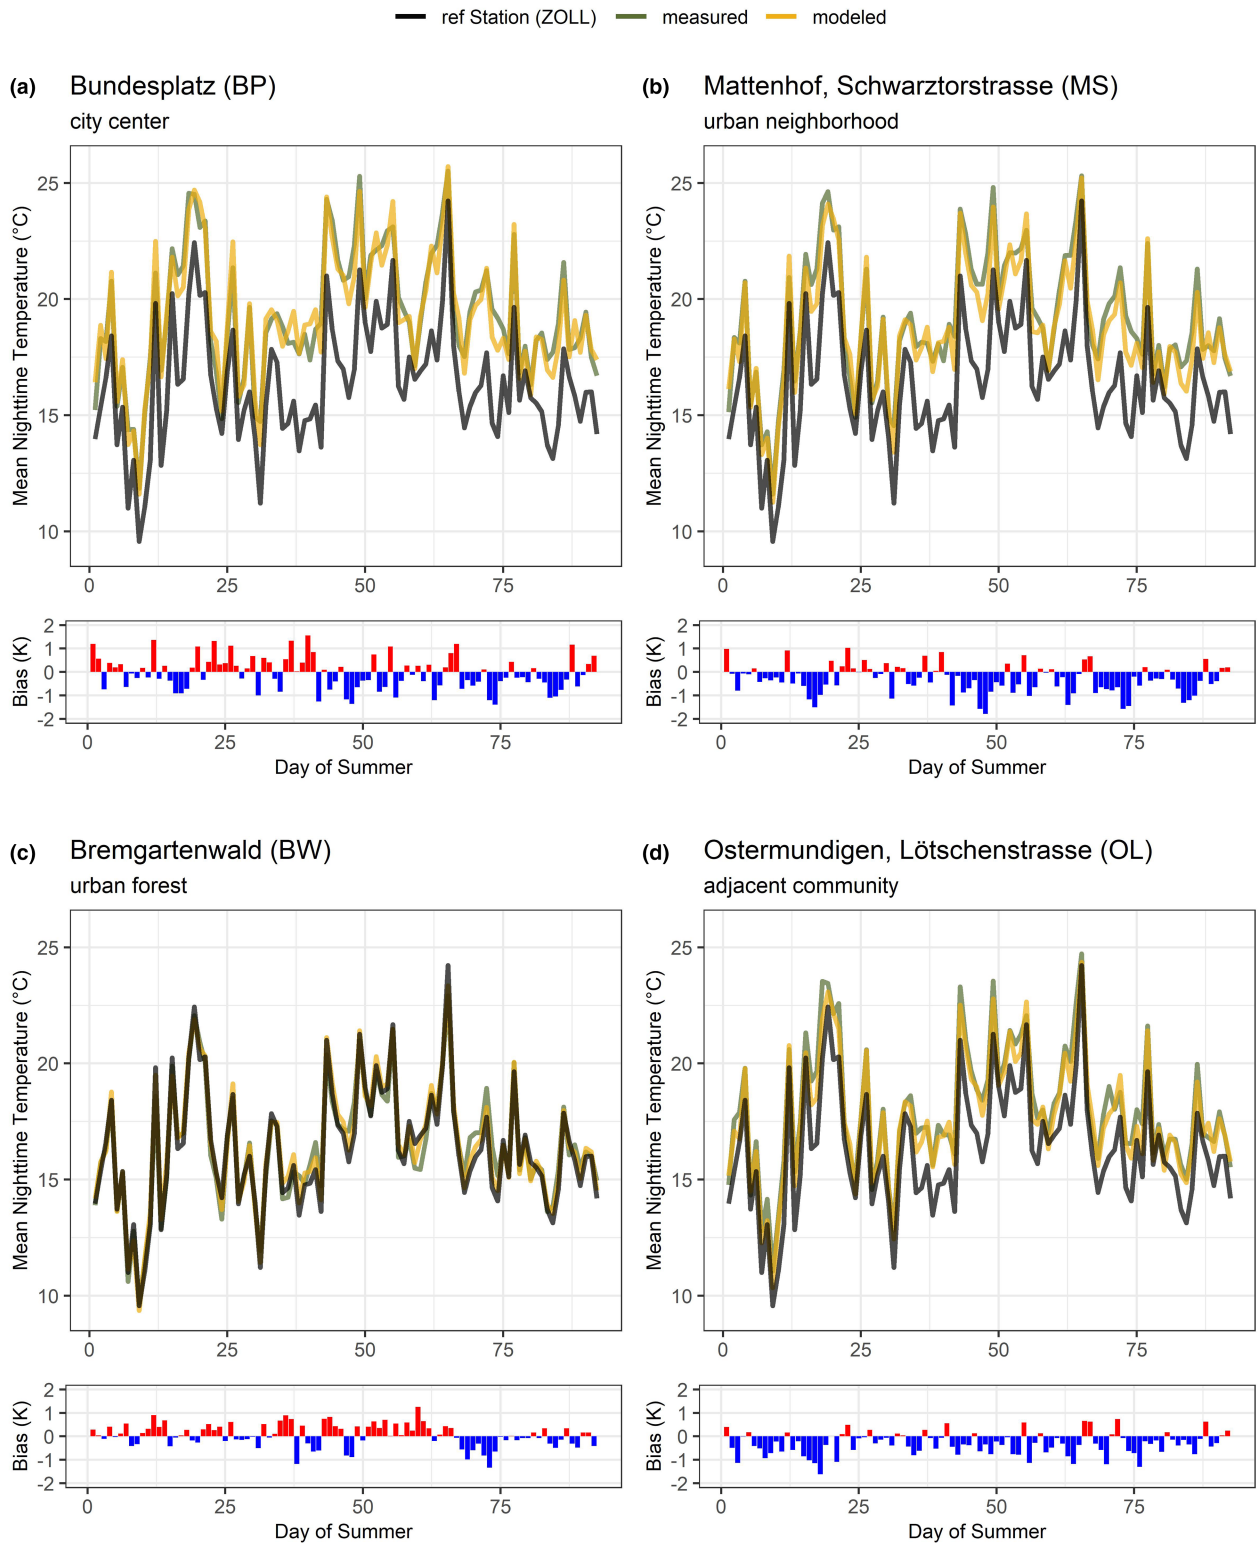 ref Station (ZOLL) measured modeled
(a) Bundesplatz (BP)
city center
Mean Nighttime Temperature (°C)
25
20
15
10
0 25 50 75
Bias (K)
2
1
0
-1
-2
0 25 50 75
Day of Summer
(b) Mattenhof, Schwarztorstrasse (MS)
urban neighborhood
Mean Nighttime Temperature (°C)
25
20
15
10
0 25 50 75
Bias (K)
2
1
0
-1
-2
0 25 50 75
Day of Summer
(c) Bremgartenwald (BW)
urban forest
Mean Nighttime Temperature (°C)
25
20
15
10
0 25 50 75
Bias (K)
2
1
0
-1
-2
0 25 50 75
Day of Summer
(d) Ostermundigen, Lötschenstrasse (OL)
adjacent community
Mean Nighttime Temperature (°C)
25
20
15
10
0 25 50 75
Bias (K)
2
1
0
-1
-2
0 25 50 75
Day of Summer